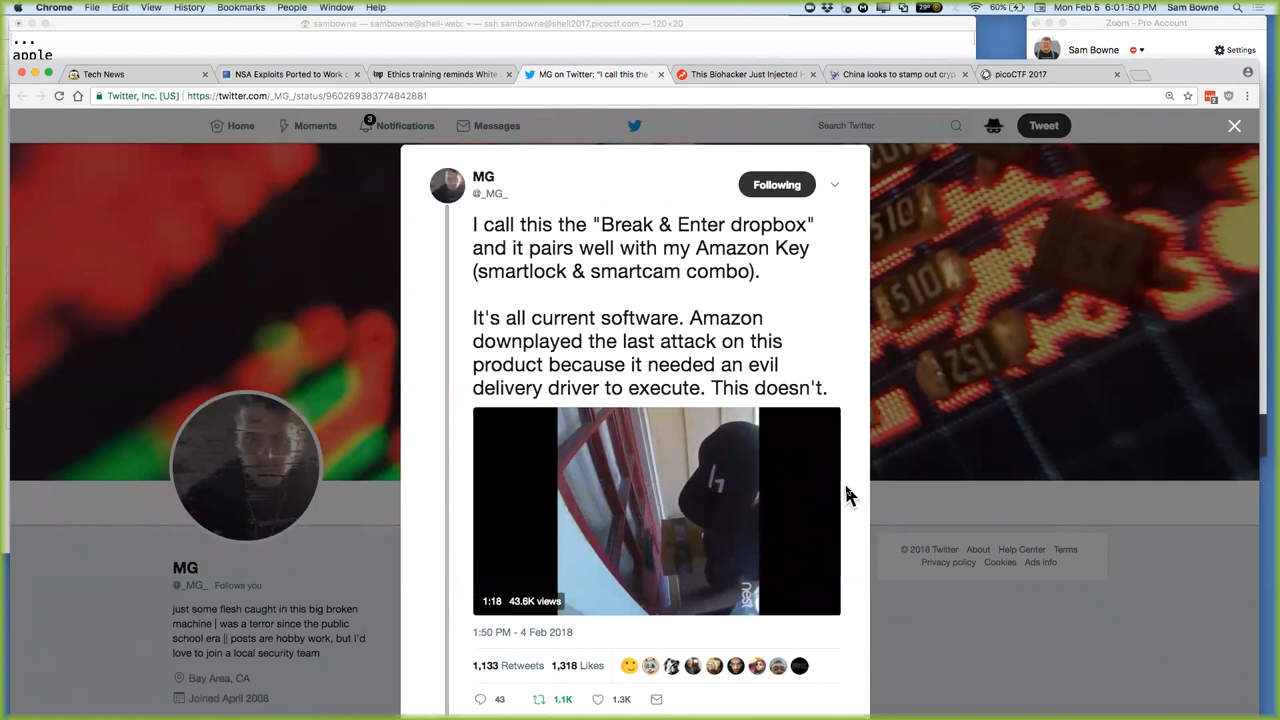 Chrome File Edit View History Bookmarks People Window Help 29° 60% Mon Feb 5 6:01:50 PM Sam Bowne
sambowne — sambowne@shell-web: ~ — ssh sambowne@shell2017.picoctf.com — 120×20
Zoom - Pro Account
...
apple
Sam Bowne Settings
Tech News
NSA Exploits Ported to Work
Ethics training reminds White
MG on Twitter: "I call this the
This Biohacker Just Injected
China looks to stamp out cryp
picoCTF 2017
Twitter, Inc. [US] https://twitter.com/_MG_/status/960269383774842881
Home Moments 3 Notifications Messages Search Twitter Tweet
MG
@_MG_
Following
I call this the "Break & Enter dropbox"
and it pairs well with my Amazon Key
(smartlock & smartcam combo).
It's all current software. Amazon
downplayed the last attack on this
product because it needed an evil
delivery driver to execute. This doesn't.
nest
1:18 43.6K views
1:50 PM - 4 Feb 2018
1,133 Retweets 1,318 Likes
43 1.1K 1.3K
MG
@_MG_ Follows you
just some flesh caught in this big broken
machine | was a terror since the public
school era || posts are hobby work, but I'd
love to join a local security team
Bay Area, CA
Joined April 2008
© 2018 Twitter About Help Center Terms
Privacy policy Cookies Ads info
510
510
152